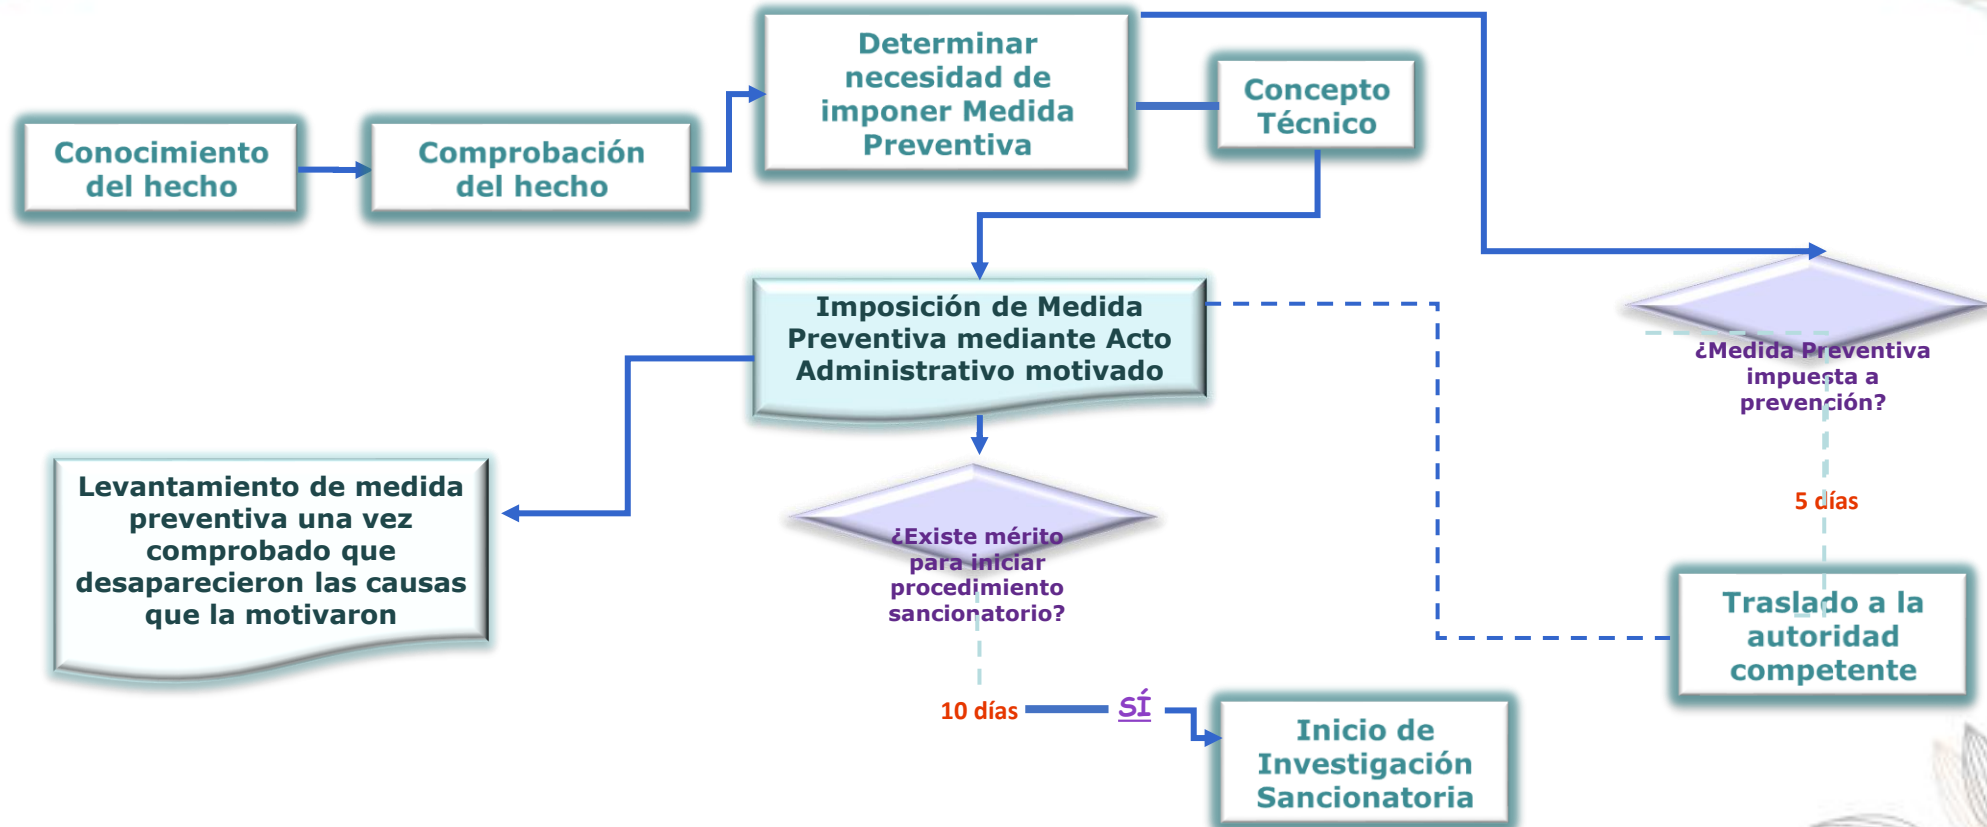 Conocimiento
del hecho
Comprobación
del hecho
Determinar
necesidad de
imponer Medida
Preventiva
Concepto
Técnico
Imposición de Medida
Preventiva mediante Acto
Administrativo motivado
¿Medida Preventiva
impuesta a
prevención?
Levantamiento de medida
preventiva una vez
comprobado que
desaparecieron las causas
que la motivaron
¿Existe mérito
para iniciar
procedimiento
sancionatorio?
5 días
Traslado a la
autoridad
competente
10 días
SÍ
Inicio de
Investigación
Sancionatoria